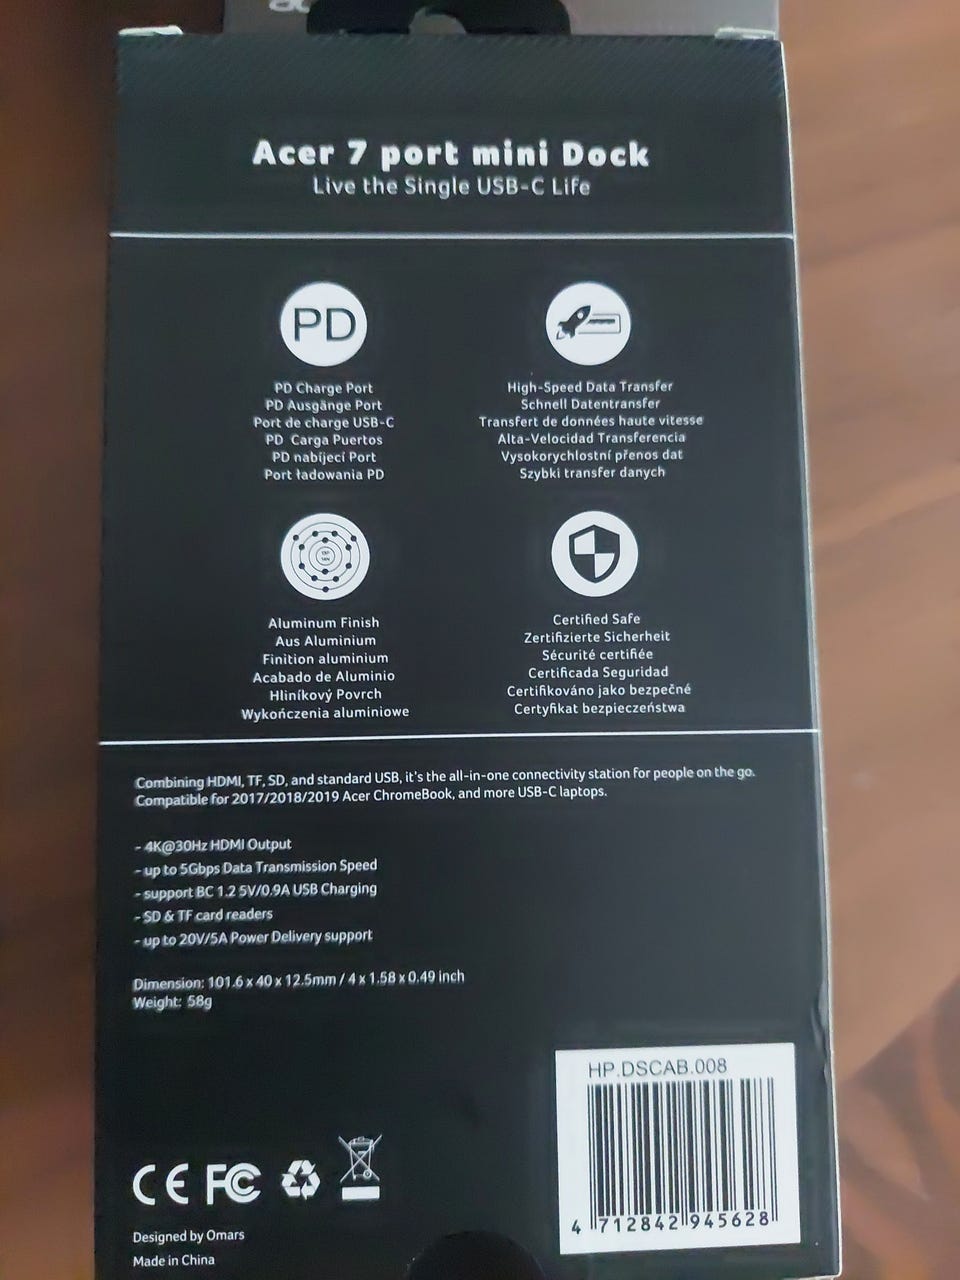 Acer 7 port mini Dock
Live the Single USB-C Life
PD
PD Charge Port
PD Ausgänge Port
Port de charge USB-C
PD Carga Puertos
PD nabíjecí Port
Port ładowania PD
High-Speed Data Transfer
Schnell Datentransfer
Transfert de données haute vitesse
Alta-Velocidad Transferencia
Vysokorychlostní přenos dat
Szybki transfer danych
Aluminum Finish
Aus Aluminium
Finition aluminium
Acabado de Aluminio
Hliníkový Povrch
Wykończenia aluminiowe
Certified Safe
Zertifizierte Sicherheit
Sécurité certifiée
Certificada Seguridad
Certifikováno jako bezpečné
Certyfikat bezpieczeństwa
Combining HDMI, TF, SD, and standard USB, it's the all-in-one connectivity station for people on the go.
Compatible for 2017/2018/2019 Acer ChromeBook, and more USB-C laptops.
- 4K@30Hz HDMI Output
- up to 5Gbps Data Transmission Speed
- support BC 1.2 5V/0.9A USB Charging
- SD & TF card readers
- up to 20V/5A Power Delivery support
Dimension: 101.6 x 40 x 12.5mm / 4 x 1.58 x 0.49 inch
Weight: 58g
HP.DSCAB.008
4 712842 945628
CE FC
Designed by Omars
Made in China